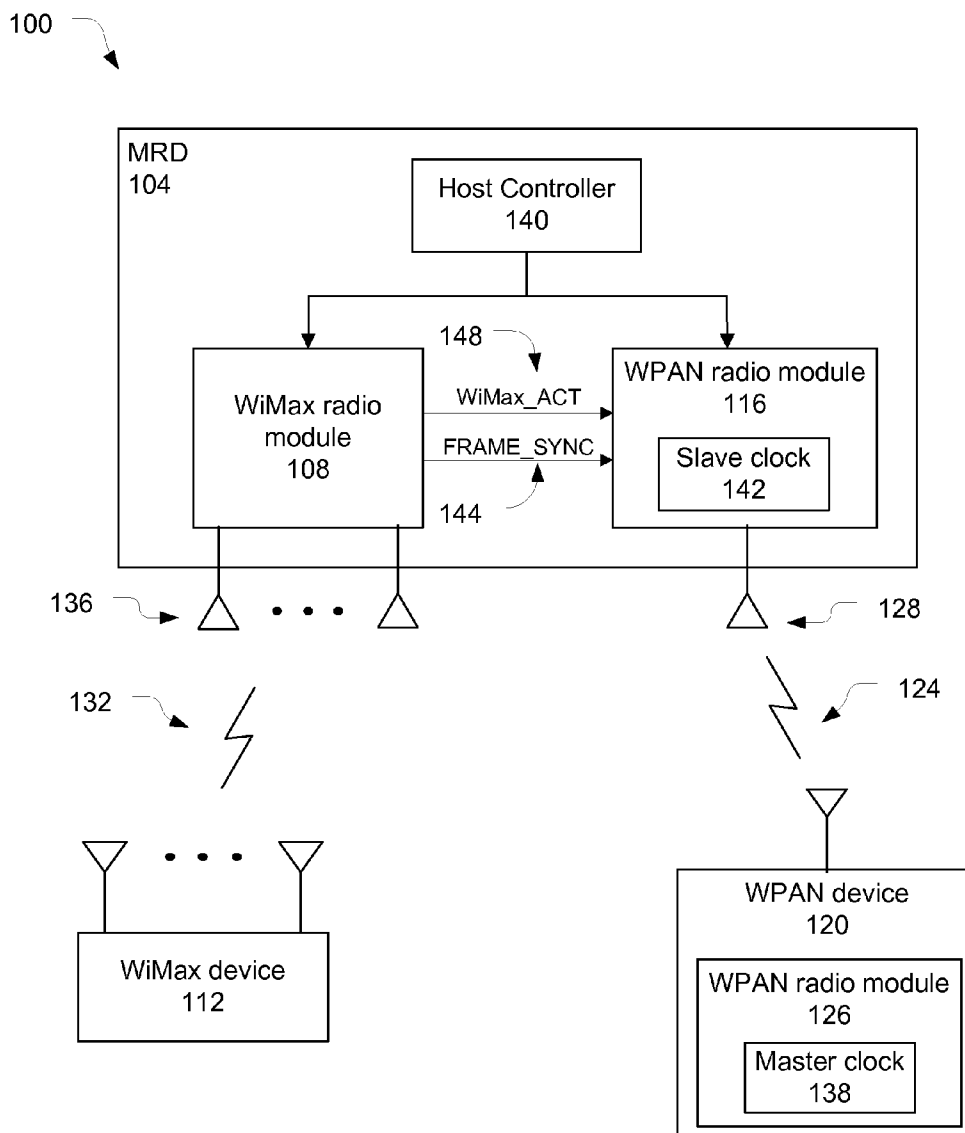 100
MRD
104
Host Controller
140
148
WiMax radio
module
108
WiMax_ACT
FRAME_SYNC
144
WPAN radio module
116
Slave clock
142
136
128
132
124
WiMax device
112
WPAN device
120
WPAN radio module
126
Master clock
138